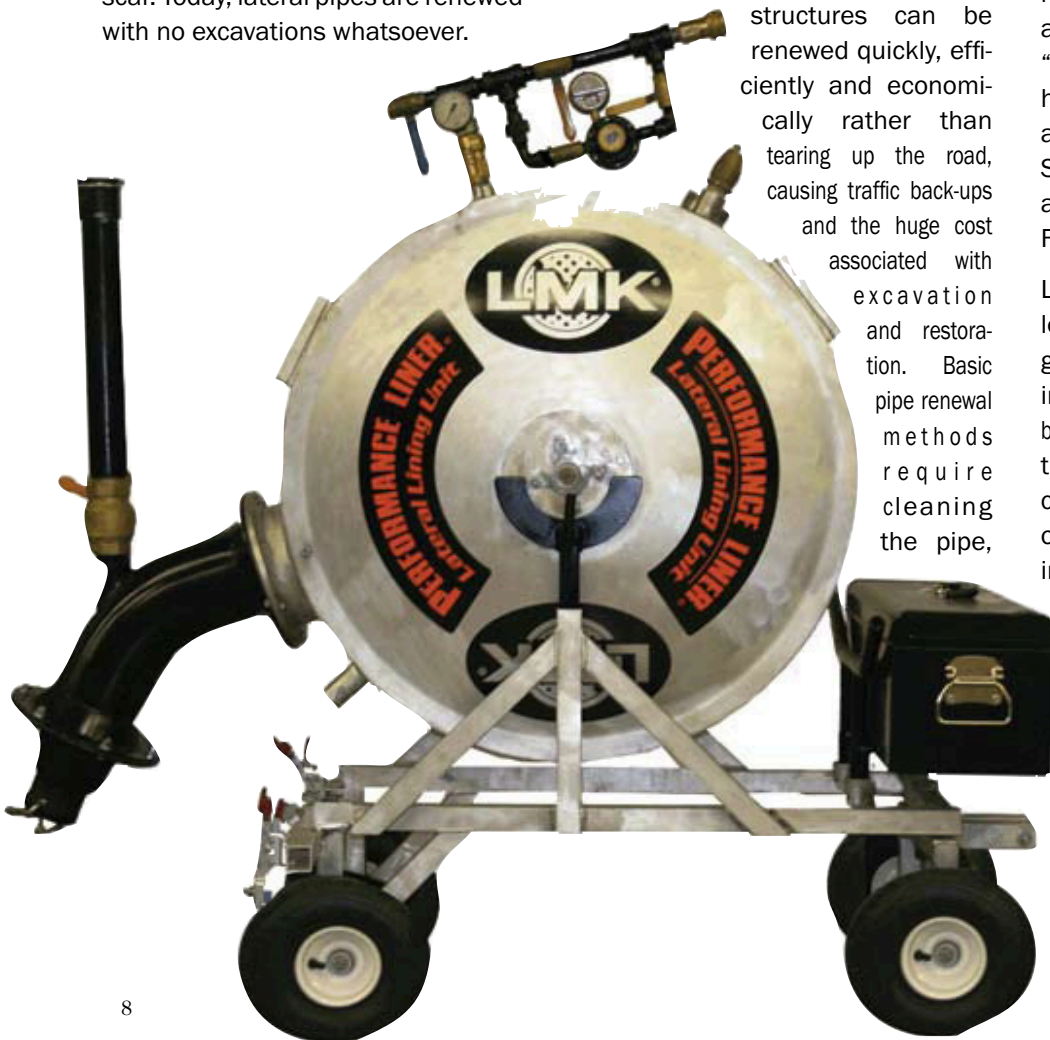 scar. Today, lateral pipes are renewed
with no excavations whatsoever.
structures can be
renewed quickly, effi-
ciently and economi-
cally rather than
tearing up the road,
causing traffic back-ups
and the huge cost
associated with
excavation
and restora-
tion. Basic
pipe renewal
methods
require
cleaning
the pipe,
LMK®
PERFORMANCE LINER®
Lateral Lining Unit
PERFORMANCE LINER®
Lateral Lining Unit
LMK®
8